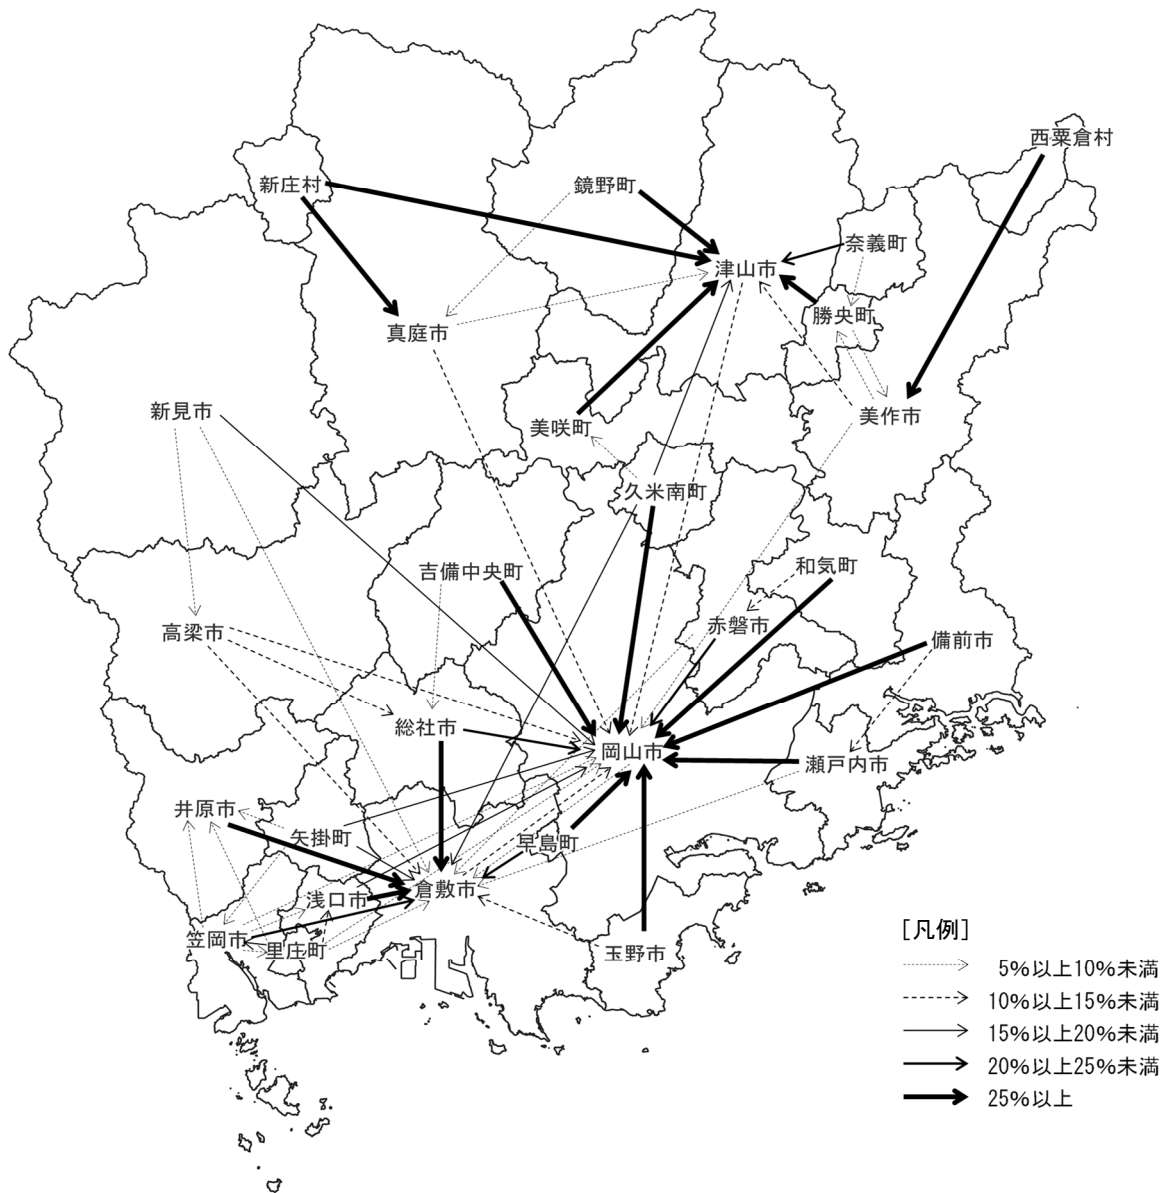 西粟倉村
新庄村
鏡野町
奈義町
津山市
勝央町
真庭市
新見市
美作市
美咲町
久米南町
吉備中央町
和気町
高梁市
赤磐市
備前市
総社市
岡山市
瀬戸内市
井原市
矢掛町
早島町
倉敷市
浅口市
笠岡市
里庄町
玉野市
[凡例]
5%以上10%未満
10%以上15%未満
15%以上20%未満
20%以上25%未満
25%以上